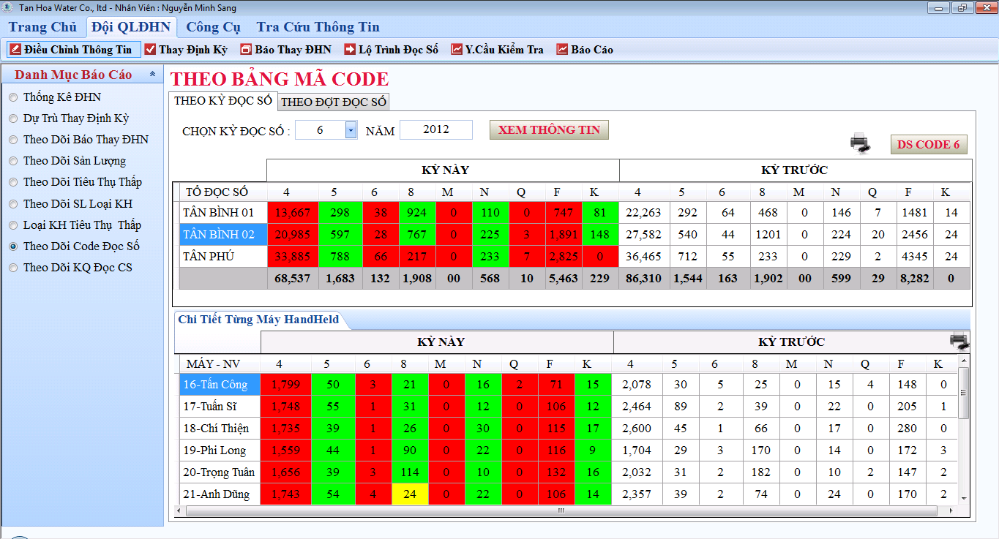 Tan Hoa Water Co., ltd - Nhân Viên : Nguyễn Minh Sang
Trang Chủ Đội QLĐHN Công Cụ Tra Cứu Thông Tin
Điều Chỉnh Thông Tin Thay Định Kỳ Báo Thay ĐHN Lộ Trình Đọc Số Y.Cầu Kiểm Tra Báo Cáo
Danh Mục Báo Cáo
Thống Kê ĐHN
Dự Trù Thay Định Kỳ
Theo Dõi Báo Thay ĐHN
Theo Dõi Sản Lượng
Theo Dõi Tiêu Thụ Thấp
Theo Dõi SL Loại KH
Loại KH Tiêu Thụ Thấp
Theo Dõi Code Đọc Số
Theo Dõi KQ Đọc CS
THEO BẢNG MÃ CODE
THEO KỲ ĐỌC SỐ THEO ĐỢT ĐỌC SỐ
CHỌN KỲ ĐỌC SỐ : 6 NĂM 2012 XEM THÔNG TIN
DS CODE 6
KỲ NÀY KỲ TRƯỚC
TỔ ĐỌC SỐ 4 5 6 8 M N Q F K 4 5 6 8 M N Q F K
TÂN BÌNH 01 13,667 298 38 924 0 110 0 747 81 22,263 292 64 468 0 146 7 1481 14
TÂN BÌNH 02 20,985 597 28 767 0 225 3 1,891 148 27,582 540 44 1201 0 224 20 2456 24
TÂN PHÚ 33,885 788 66 217 0 233 7 2,825 0 36,465 712 55 233 0 229 2 4345 24
68,537 1,683 132 1,908 00 568 10 5,463 229 86,310 1,544 163 1,902 00 599 29 8,282 0
Chi Tiết Từng Máy HandHeld
KỲ NÀY KỲ TRƯỚC
MÁY - NV 4 5 6 8 M N Q F K 4 5 6 8 M N Q F K
16-Tấn Công 1,799 50 3 21 0 16 2 71 15 2,078 30 5 25 0 15 4 148 0
17-Tuấn Sĩ 1,748 55 1 31 0 12 0 106 12 2,464 89 2 39 0 22 0 205 1
18-Chí Thiện 1,735 39 1 26 0 30 0 115 17 2,600 45 1 66 0 17 0 280 0
19-Phi Long 1,559 44 1 90 0 22 0 116 9 1,704 29 3 170 0 14 0 172 3
20-Trọng Tuân 1,656 39 3 114 0 10 0 132 16 2,032 31 2 182 0 10 2 147 2
21-Anh Dũng 1,743 54 4 24 0 22 0 106 14 2,357 39 2 74 0 24 0 170 2